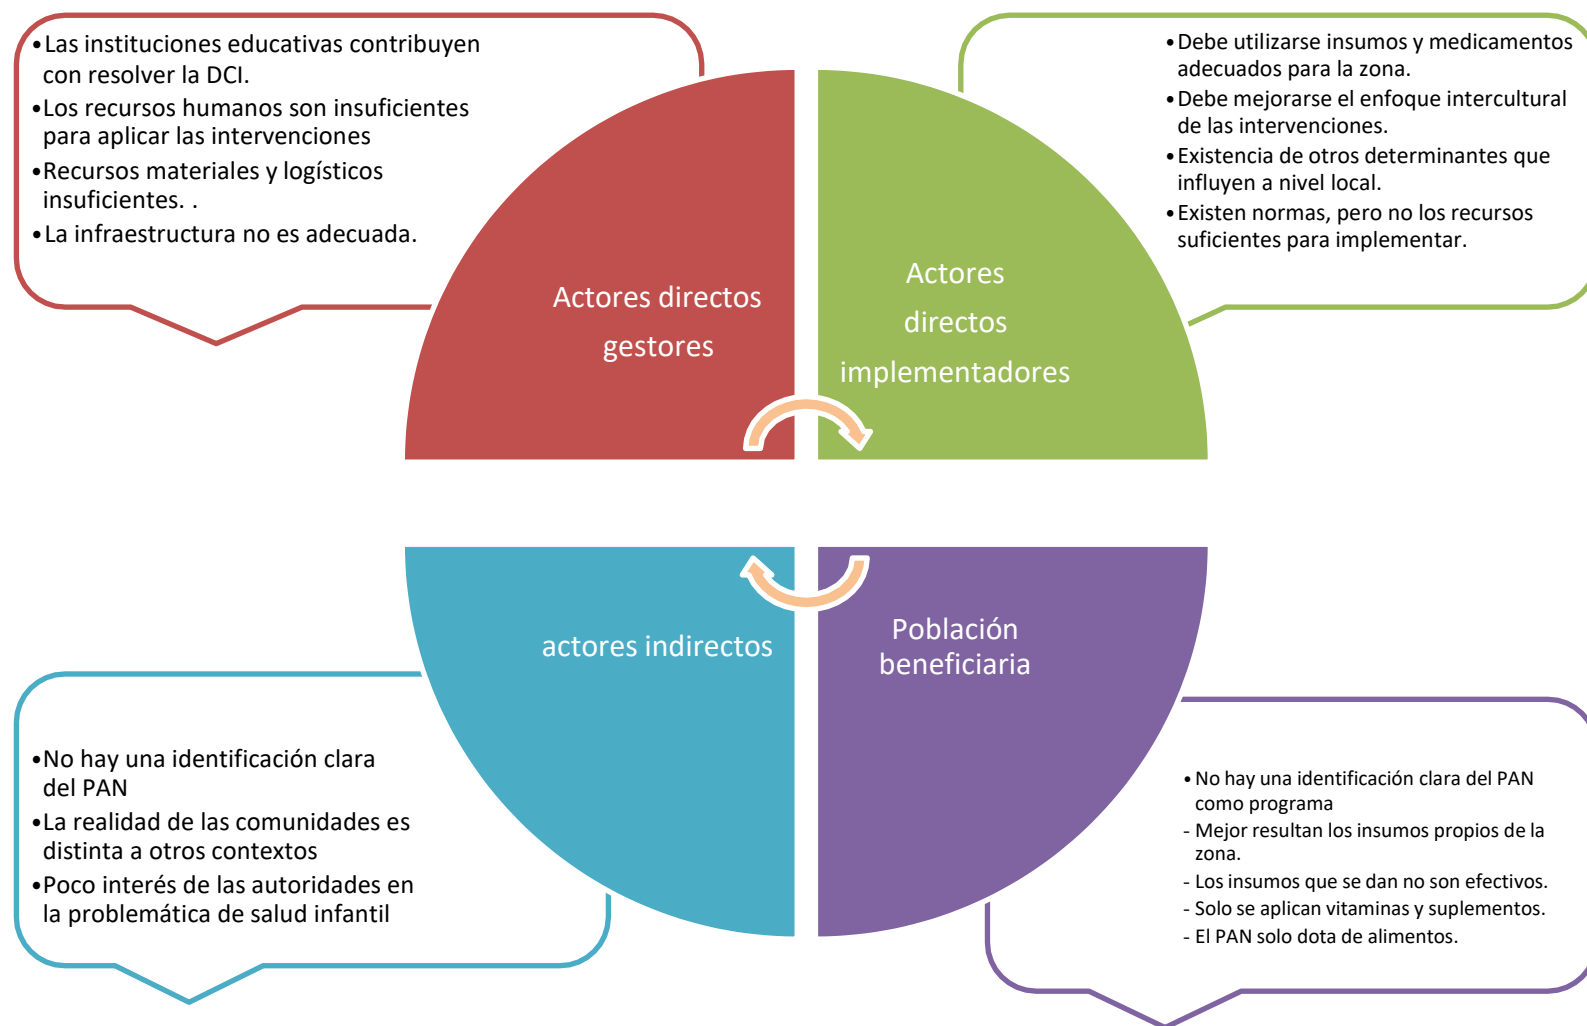 •Las instituciones educativas contribuyen
con resolver la DCI.
•Los recursos humanos son insuficientes
para aplicar las intervenciones
•Recursos materiales y logísticos
insuficientes. .
•La infraestructura no es adecuada.
•Debe utilizarse insumos y medicamentos
adecuados para la zona.
•Debe mejorarse el enfoque intercultural
de las intervenciones.
•Existencia de otros determinantes que
influyen a nivel local.
•Existen normas, pero no los recursos
suficientes para implementar.
Actores directos
gestores
Actores
directos
implementadores
actores indirectos
Población
beneficiaria
•No hay una identificación clara
del PAN
•La realidad de las comunidades es
distinta a otros contextos
•Poco interés de las autoridades en
la problemática de salud infantil
• No hay una identificación clara del PAN
como programa
- Mejor resultan los insumos propios de la
zona.
- Los insumos que se dan no son efectivos.
- Solo se aplican vitaminas y suplementos.
- El PAN solo dota de alimentos.